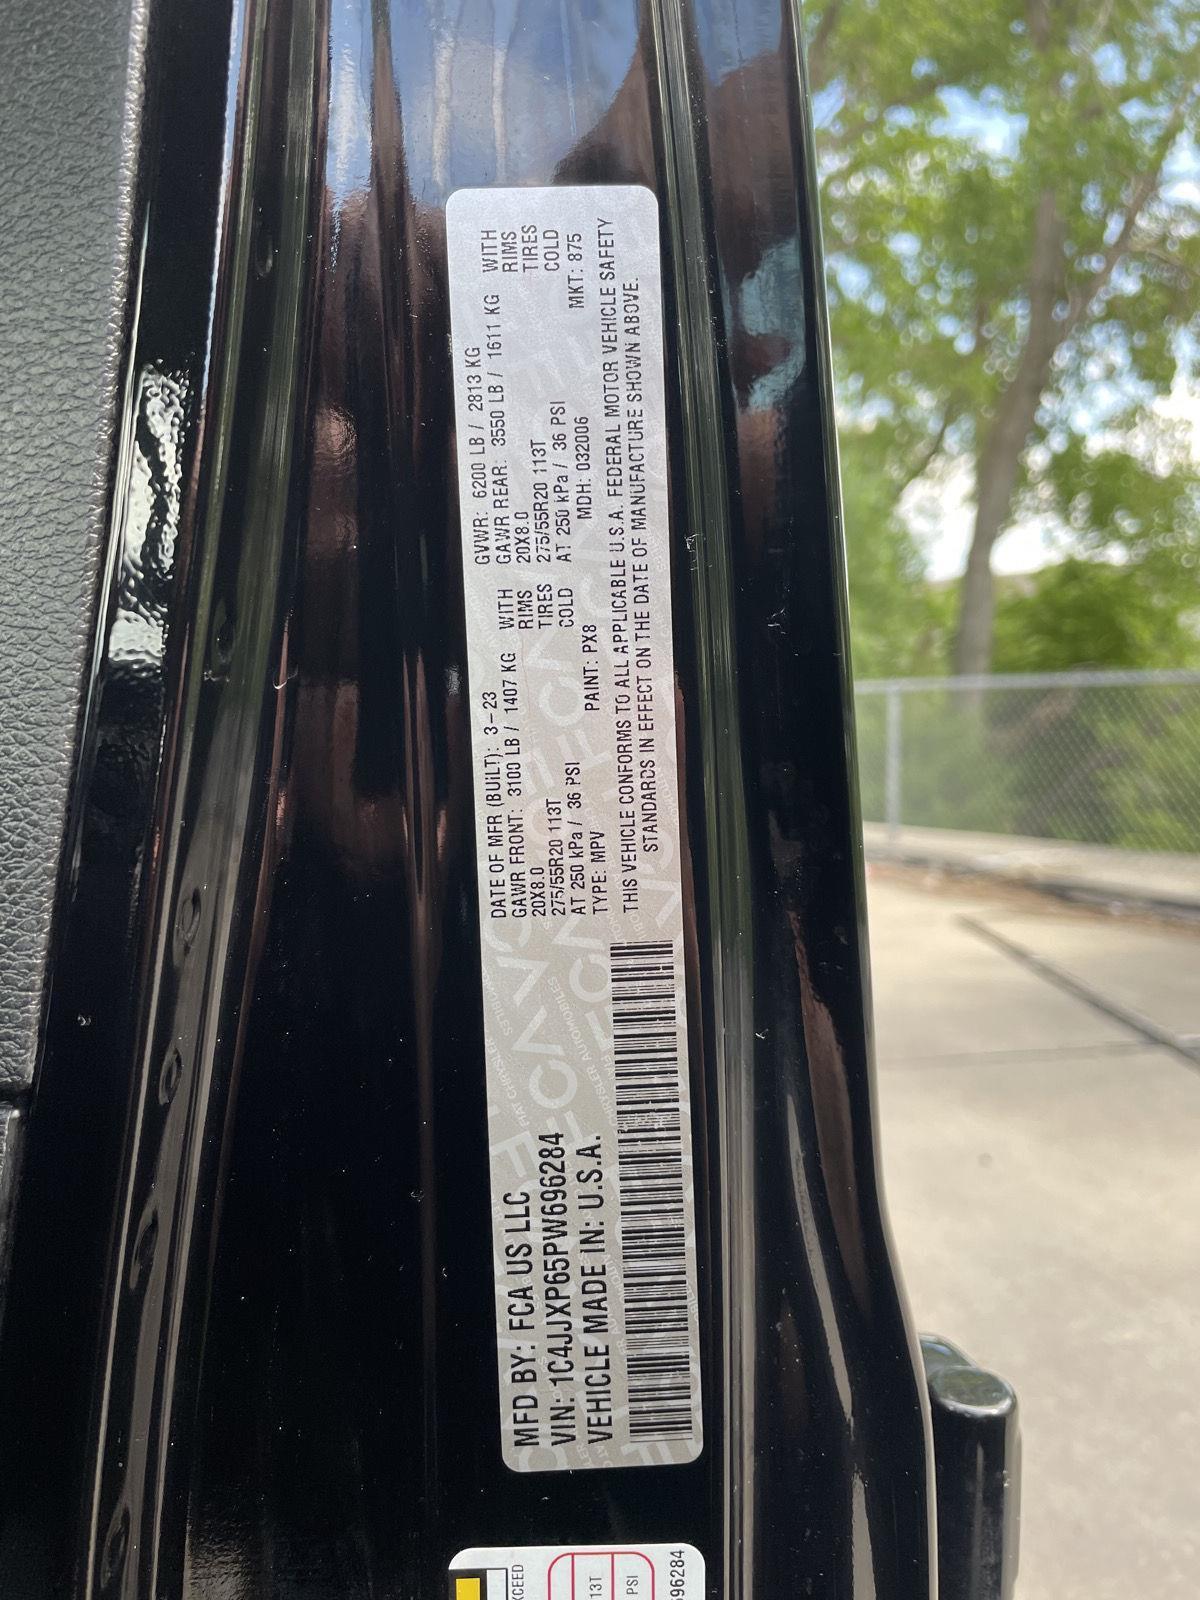 MFD BY: FCA US LLC
VIN: 1C4JJXP65PW696284
VEHICLE MADE IN: U.S.A.
DATE OF MFR (BUILT): 3-23
GVWR: 6200 LB / 2813 KG
GAWR FRONT: 3100 LB / 1407 KG WITH
20X8.0 RIMS
275/55R20 113T TIRES
AT 250 kPa / 36 PSI COLD
GAWR REAR: 3550 LB / 1611 KG WITH
20X8.0 RIMS
275/55R20 113T TIRES
AT 250 kPa / 36 PSI COLD
TYPE: MPV PAINT: PX8 MDH: 032006 MKT: 875
THIS VEHICLE CONFORMS TO ALL APPLICABLE U.S.A. FEDERAL MOTOR VEHICLE SAFETY
STANDARDS IN EFFECT ON THE DATE OF MANUFACTURE SHOWN ABOVE.
XCEED
13T
PSI
696284